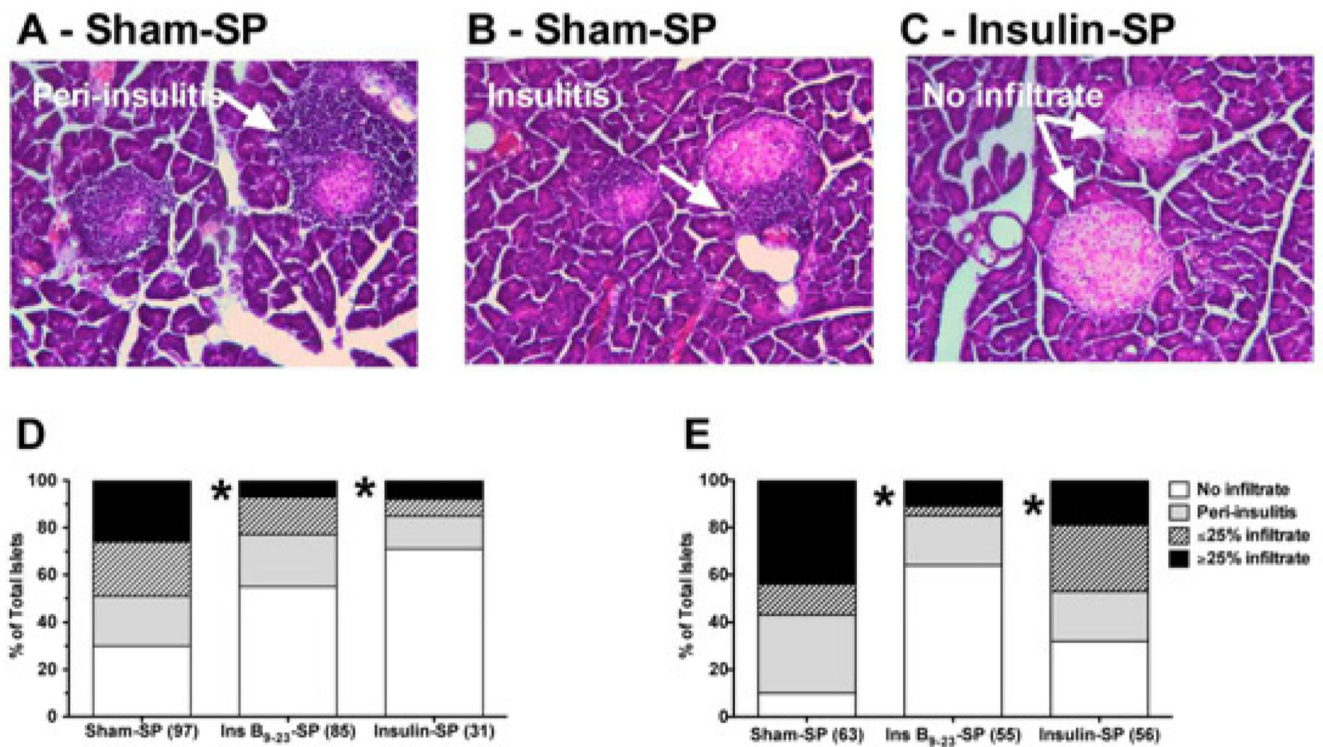 A - Sham-SP
B - Sham-SP
C - Insulin-SP
Peri-insulitis
Insulitis
No infiltrate
D
E
100
80
60
40
20
0
% of Total Islets
*
*
Sham-SP (97)
Ins B9-23-SP (85)
Insulin-SP (31)
100
80
60
40
20
0
% of Total Islets
*
*
Sham-SP (63)
Ins B9-23-SP (55)
Insulin-SP (56)
No infiltrate
Peri-insulitis
≤25% infiltrate
≥25% infiltrate